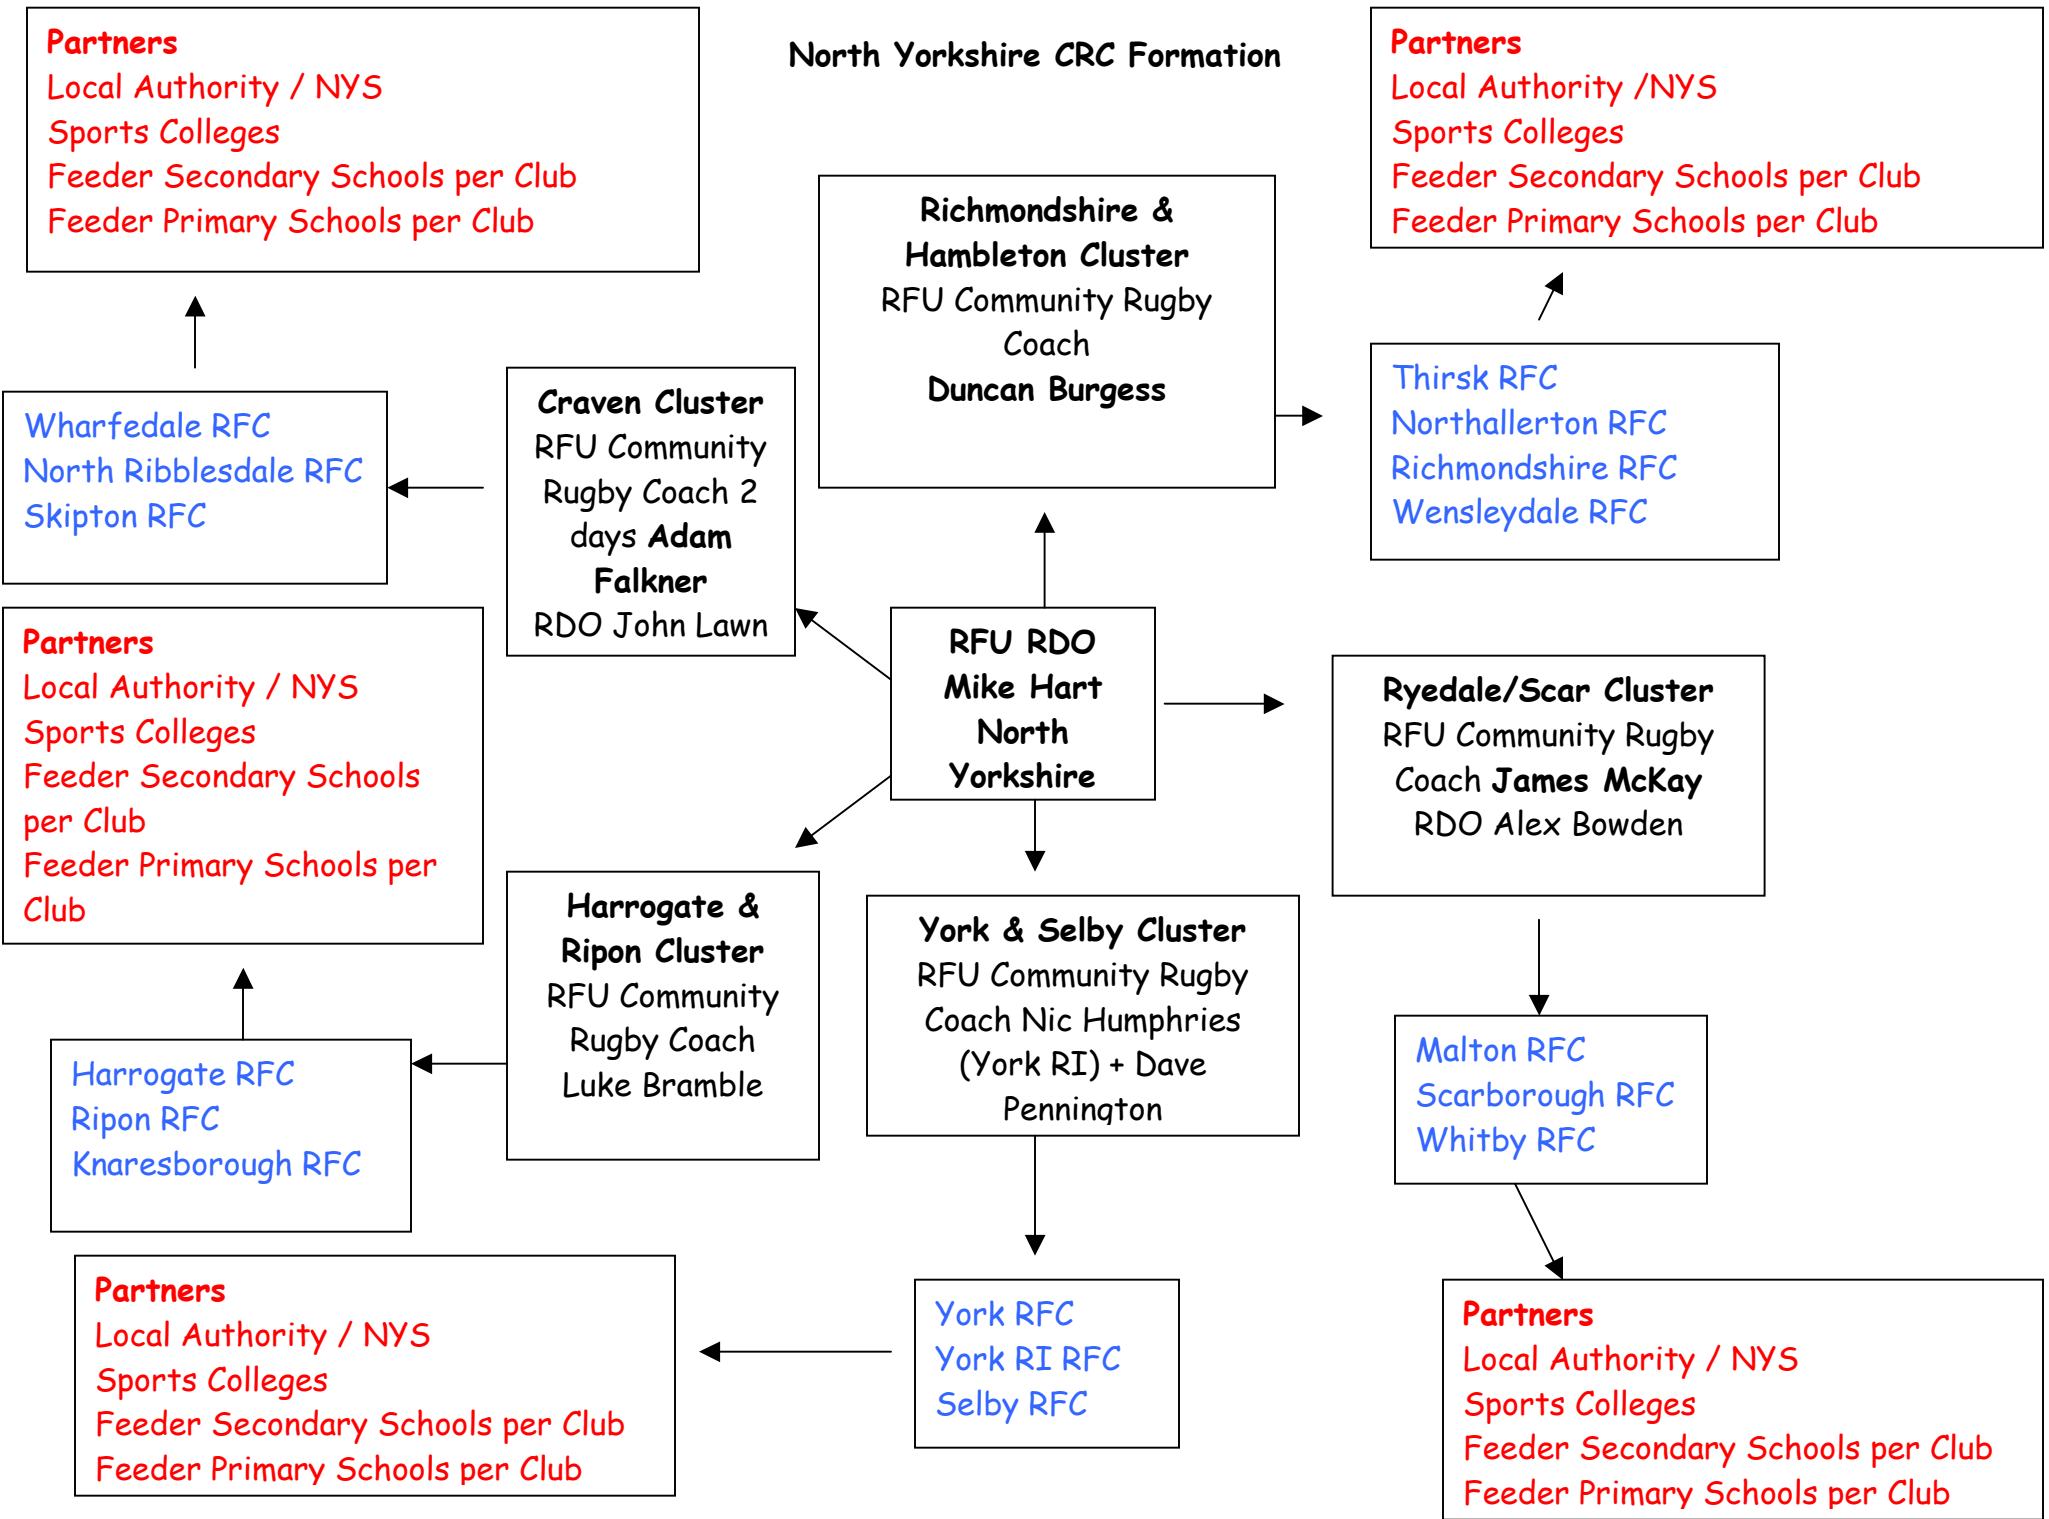 North Yorkshire CRC Formation
Partners
Local Authority / NYS
Sports Colleges
Feeder Secondary Schools per Club
Feeder Primary Schools per Club
Partners
Local Authority /NYS
Sports Colleges
Feeder Secondary Schools per Club
Feeder Primary Schools per Club
Richmondshire &
Hambleton Cluster
RFU Community Rugby
Coach
Duncan Burgess
Thirsk RFC
Northallerton RFC
Richmondshire RFC
Wensleydale RFC
Wharfedale RFC
North Ribblesdale RFC
Skipton RFC
Craven Cluster
RFU Community
Rugby Coach 2
days Adam
Falkner
RDO John Lawn
RFU RDO
Mike Hart
North
Yorkshire
Ryedale/Scar Cluster
RFU Community Rugby
Coach James McKay
RDO Alex Bowden
Partners
Local Authority / NYS
Sports Colleges
Feeder Secondary Schools
per Club
Feeder Primary Schools per
Club
Harrogate &
Ripon Cluster
RFU Community
Rugby Coach
Luke Bramble
York & Selby Cluster
RFU Community Rugby
Coach Nic Humphries
(York RI) + Dave
Pennington
Harrogate RFC
Ripon RFC
Knaresborough RFC
Malton RFC
Scarborough RFC
Whitby RFC
Partners
Local Authority / NYS
Sports Colleges
Feeder Secondary Schools per Club
Feeder Primary Schools per Club
York RFC
York RI RFC
Selby RFC
Partners
Local Authority / NYS
Sports Colleges
Feeder Secondary Schools per Club
Feeder Primary Schools per Club